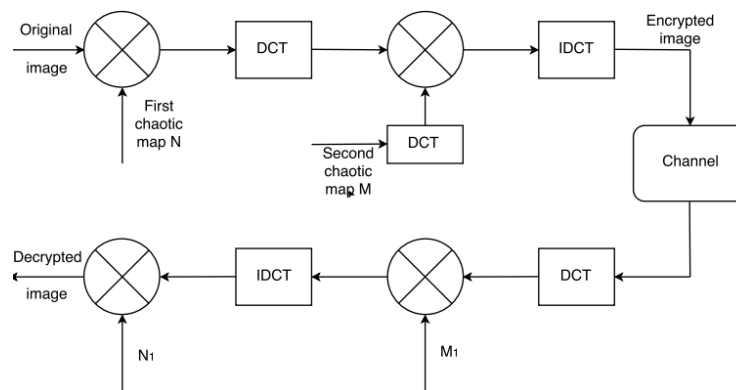 Original
image
First
chaotic
map N
DCT
Second
chaotic
map M
DCT
IDCT
Encrypted
image
Channel
Decrypted
image
N1
IDCT
M1
DCT